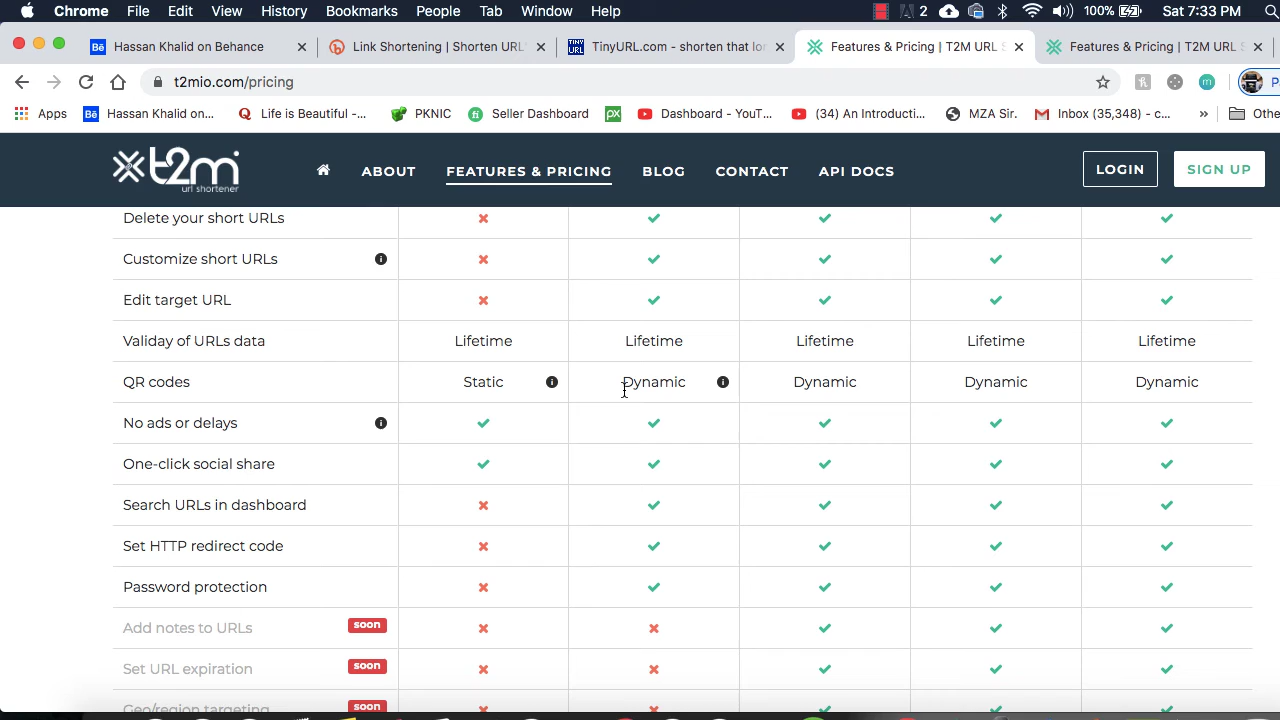 Chrome File Edit View History Bookmarks People Tab Window Help 2 100% Sat 7:33 PM
Hassan Khalid on Behance Link Shortening | Shorten URL TinyURL.com - shorten that lor Features & Pricing | T2M URL S Features & Pricing | T2M URL S
t2mio.com/pricing
Apps Hassan Khalid on... Life is Beautiful -... PKNIC Seller Dashboard Dashboard - YouT... (34) An Introducti... MZA Sir. Inbox (35,348) - c... » Othe
t2mi url shortener ABOUT FEATURES & PRICING BLOG CONTACT API DOCS LOGIN SIGN UP
Delete your short URLs
Customize short URLs
Edit target URL
Validay of URLs data Lifetime Lifetime Lifetime Lifetime Lifetime
QR codes Static Dynamic Dynamic Dynamic Dynamic
No ads or delays
One-click social share
Search URLs in dashboard
Set HTTP redirect code
Password protection
Add notes to URLs soon
Set URL expiration soon
Geo/region targeting soon